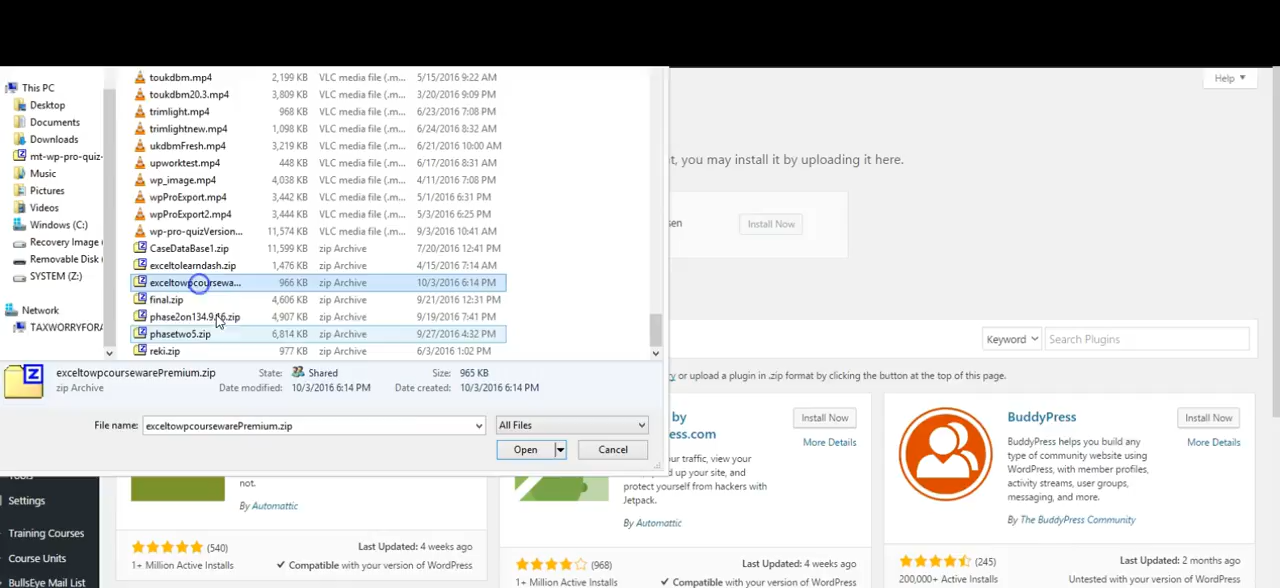 This PC
Desktop
Documents
Downloads
mt-wp-pro-quiz-
Music
Pictures
Videos
Windows (C:)
Recovery Image (
Removable Disk (
SYSTEM (Z:)
Network
TAXWORRYFORA
toukdbm.mp4 2,199 KB VLC media file (.m... 5/15/2016 9:22 AM
toukdbm20.3.mp4 3,809 KB VLC media file (.m... 3/20/2016 9:09 PM
trimlight.mp4 968 KB VLC media file (.m... 6/23/2016 7:08 PM
trimlightnew.mp4 1,098 KB VLC media file (.m... 6/24/2016 8:32 AM
ukdbmFresh.mp4 3,219 KB VLC media file (.m... 6/21/2016 10:00 AM
upworktest.mp4 448 KB VLC media file (.m... 6/17/2016 8:31 AM
wp_image.mp4 4,038 KB VLC media file (.m... 4/11/2016 7:08 PM
wpProExport.mp4 3,442 KB VLC media file (.m... 5/1/2016 6:31 PM
wpProExport2.mp4 3,444 KB VLC media file (.m... 5/3/2016 6:25 PM
wp-pro-quizVersion... 11,574 KB VLC media file (.m... 9/3/2016 10:41 AM
CaseDataBase1.zip 11,599 KB zip Archive 7/20/2016 12:41 PM
exceltolearndash.zip 1,476 KB zip Archive 4/15/2016 7:14 AM
exceltowpcoursewa... 966 KB zip Archive 10/3/2016 6:14 PM
final.zip 4,606 KB zip Archive 9/21/2016 12:31 PM
phase2on134.9.16.zip 4,907 KB zip Archive 9/19/2016 7:41 PM
phasetwo5.zip 6,814 KB zip Archive 9/27/2016 4:32 PM
reki.zip 977 KB zip Archive 6/3/2016 1:02 PM
exceltowpcoursewarePremium.zip State: Shared Size: 965 KB
zip Archive Date modified: 10/3/2016 6:14 PM Date created: 10/3/2016 6:14 PM
File name: exceltowpcoursewarePremium.zip All Files
Open Cancel
Help
t, you may install it by uploading it here.
sen Install Now
Keyword Search Plugins
or upload a plugin in .zip format by clicking the button at the top of this page.
Tools
Settings
Training Courses
Course Units
BullsEye Mail List
not.
By Automattic
(540) Last Updated: 4 weeks ago
1+ Million Active Installs Compatible with your version of WordPress
by
ess.com
Install Now
More Details
ur traffic, view your
d up your site, and
protect yourself from hackers with
Jetpack.
By Automattic
(968) Last Updated: 4 weeks ago
1+ Million Active Installs Compatible with your version of WordPress
BuddyPress
Install Now
More Details
BuddyPress helps you build any
type of community website using
WordPress, with member profiles,
activity streams, user groups,
messaging, and more.
By The BuddyPress Community
(245) Last Updated: 2 months ago
200,000+ Active Installs Untested with your version of WordPress